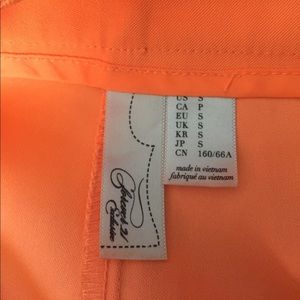 US S
CA P
EU S
UK S
KR S
JP S
CN 160/66A
made in vietnam
fabriqué au vietnam